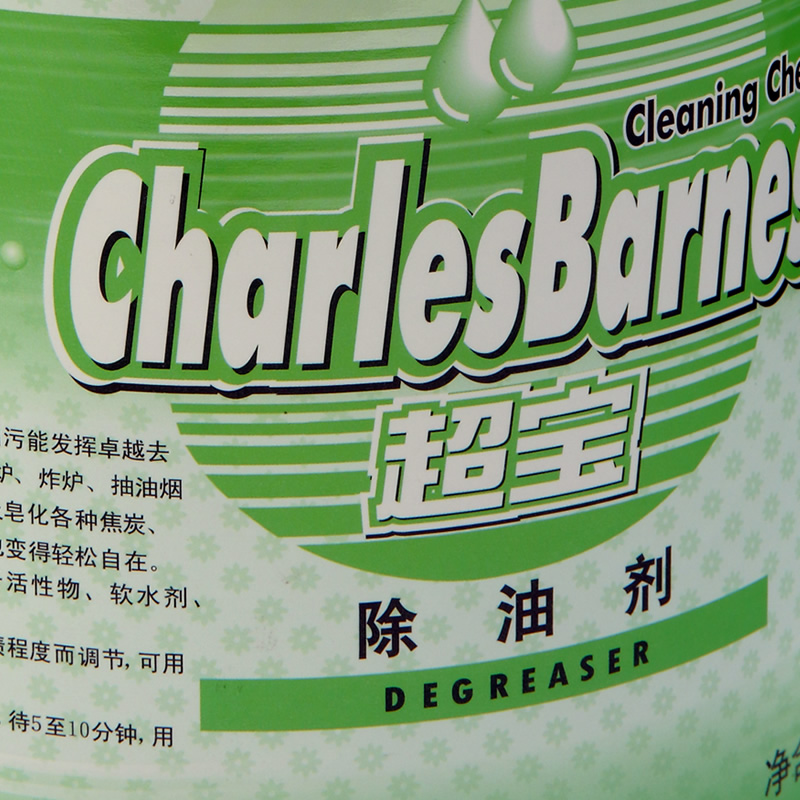 Cleaning
CharlesBarnes
超宝
污能发挥卓越去
炉、炸炉、抽油烟
皂化各种焦炭、
变得轻松自在。
活性物、软水剂、
程度而调节,可用
待5至10分钟,用
除油剂
DEGREASER
净